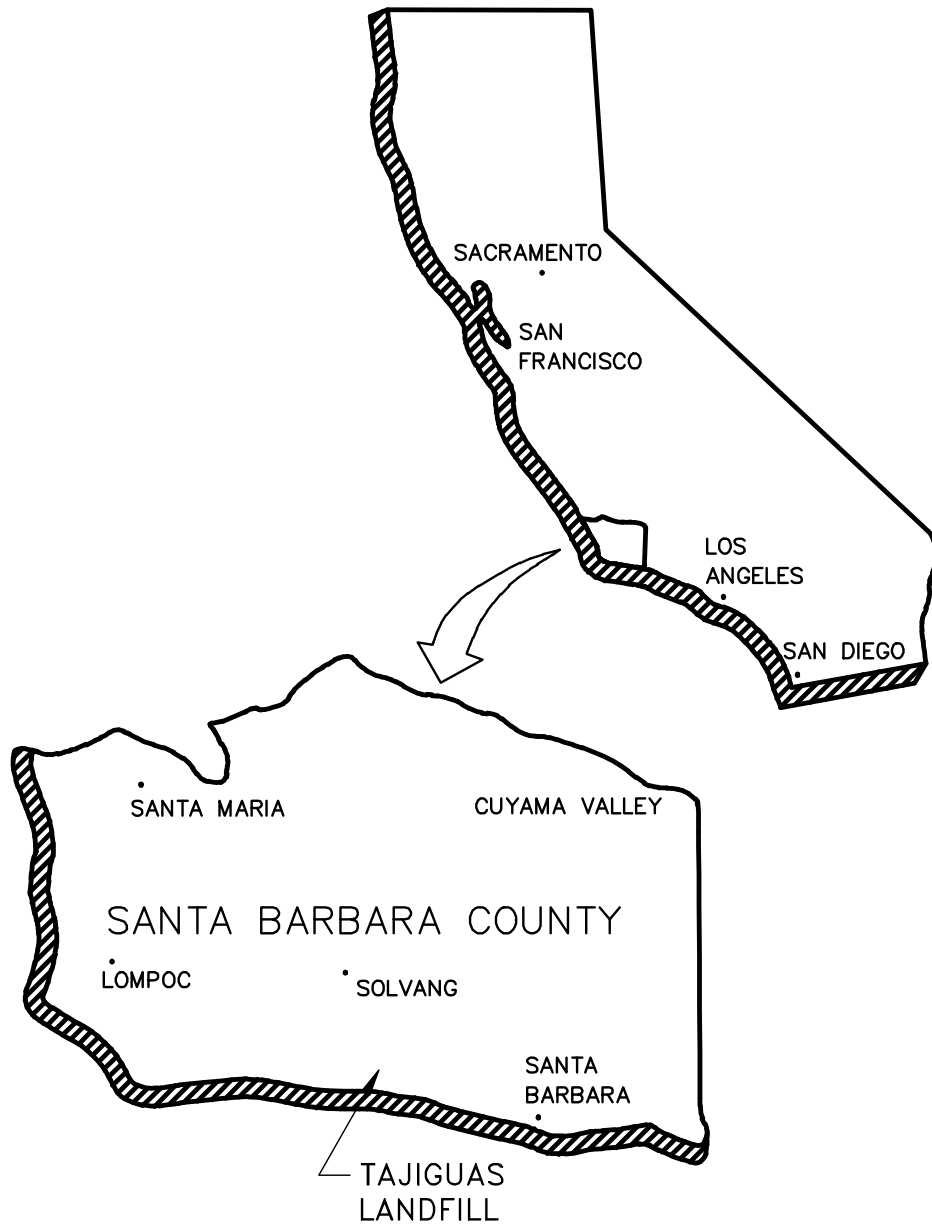 SACRAMENTO
SAN
FRANCISCO
LOS
ANGELES
SAN DIEGO
SANTA MARIA
CUYAMA VALLEY
SANTA BARBARA COUNTY
LOMPOC
SOLVANG
SANTA
BARBARA
TAJIGUAS
LANDFILL